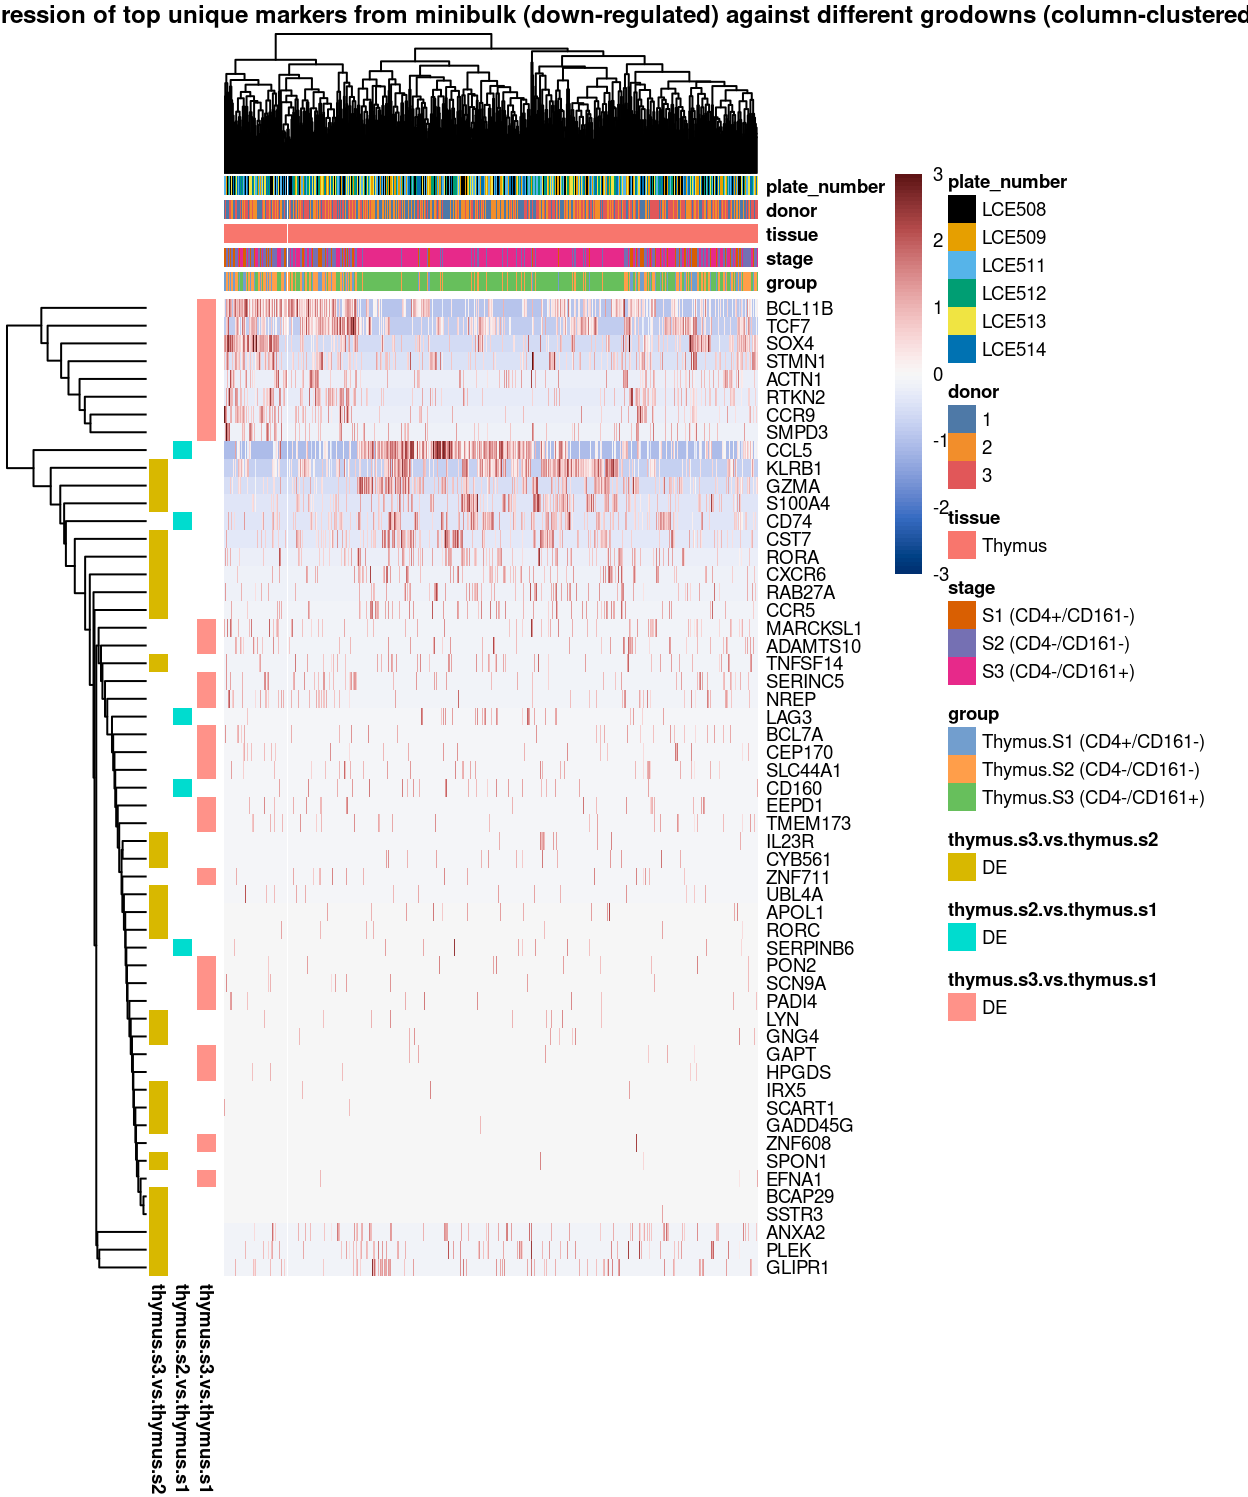 ression of top unique markers from minibulk (down-regulated) against different grodowns (column-clustered
plate_number
donor
tissue
stage
group
BCL11B
TCF7
SOX4
STMN1
ACTN1
RTKN2
CCR9
SMPD3
CCL5
KLRB1
GZMA
S100A4
CD74
CST7
RORA
CXCR6
RAB27A
CCR5
MARCKSL1
ADAMTS10
TNFSF14
SERINC5
NREP
LAG3
BCL7A
CEP170
SLC44A1
CD160
EEPD1
TMEM173
IL23R
CYB561
ZNF711
UBL4A
APOL1
RORC
SERPINB6
PON2
SCN9A
PADI4
LYN
GNG4
GAPT
HPGDS
IRX5
SCART1
GADD45G
ZNF608
SPON1
EFNA1
BCAP29
SSTR3
ANXA2
PLEK
GLIPR1
thymus.s3.vs.thymus.s2
thymus.s2.vs.thymus.s1
thymus.s3.vs.thymus.s1
3
2
1
0
-1
-2
-3
plate_number
LCE508
LCE509
LCE511
LCE512
LCE513
LCE514
donor
1
2
3
tissue
Thymus
stage
S1 (CD4+/CD161-)
S2 (CD4-/CD161-)
S3 (CD4-/CD161+)
group
Thymus.S1 (CD4+/CD161-)
Thymus.S2 (CD4-/CD161-)
Thymus.S3 (CD4-/CD161+)
thymus.s3.vs.thymus.s2
DE
thymus.s2.vs.thymus.s1
DE
thymus.s3.vs.thymus.s1
DE